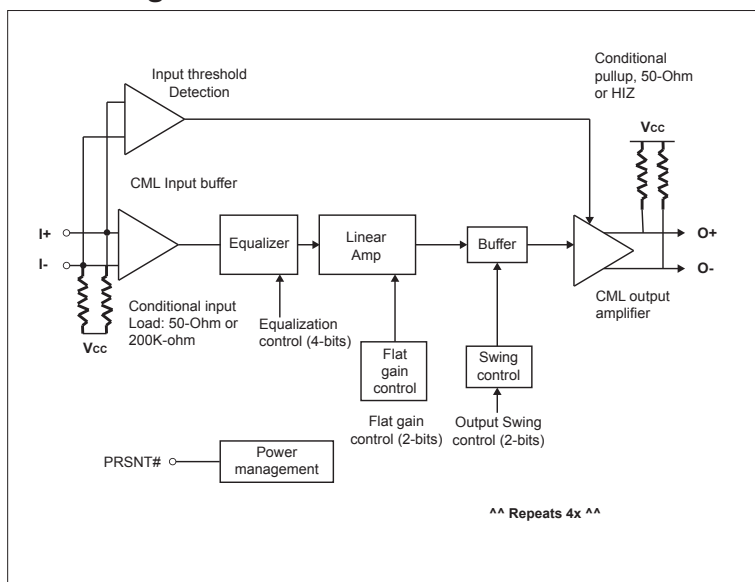 Input threshold
Detection
Conditional
pullup, 50-Ohm
or HIZ
Vcc
CML Input buffer
I+
I-
Equalizer
Linear
Amp
Buffer
O+
O-
CML output
amplifier
Conditional input
Load: 50-Ohm or
200K-ohm
Vcc
Equalization
control (4-bits)
Flat
gain
control
Swing
control
Flat gain
control (2-bits)
Output Swing
control (2-bits)
PRSNT#
Power
management
^^ Repeats 4x ^^